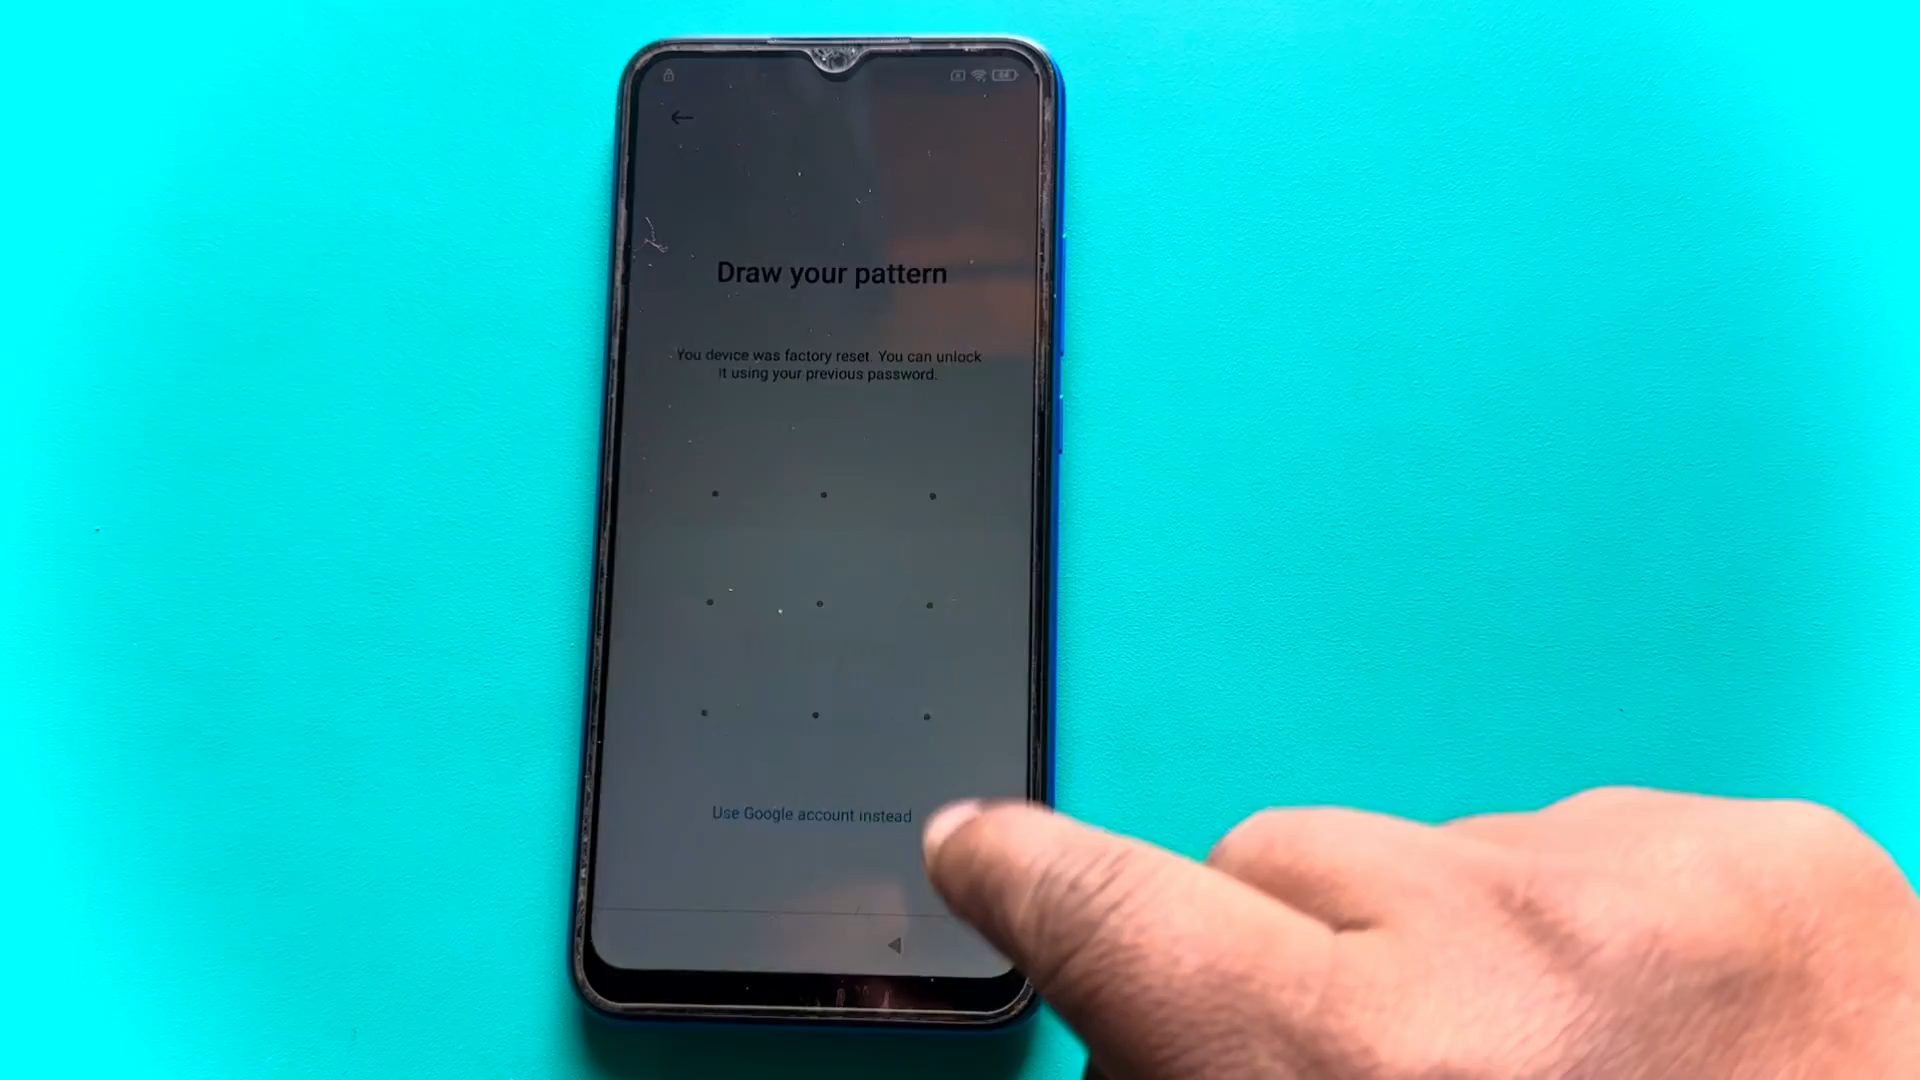 Draw your pattern
You device was factory reset. You can unlock
it using your previous password.
Use Google account instead